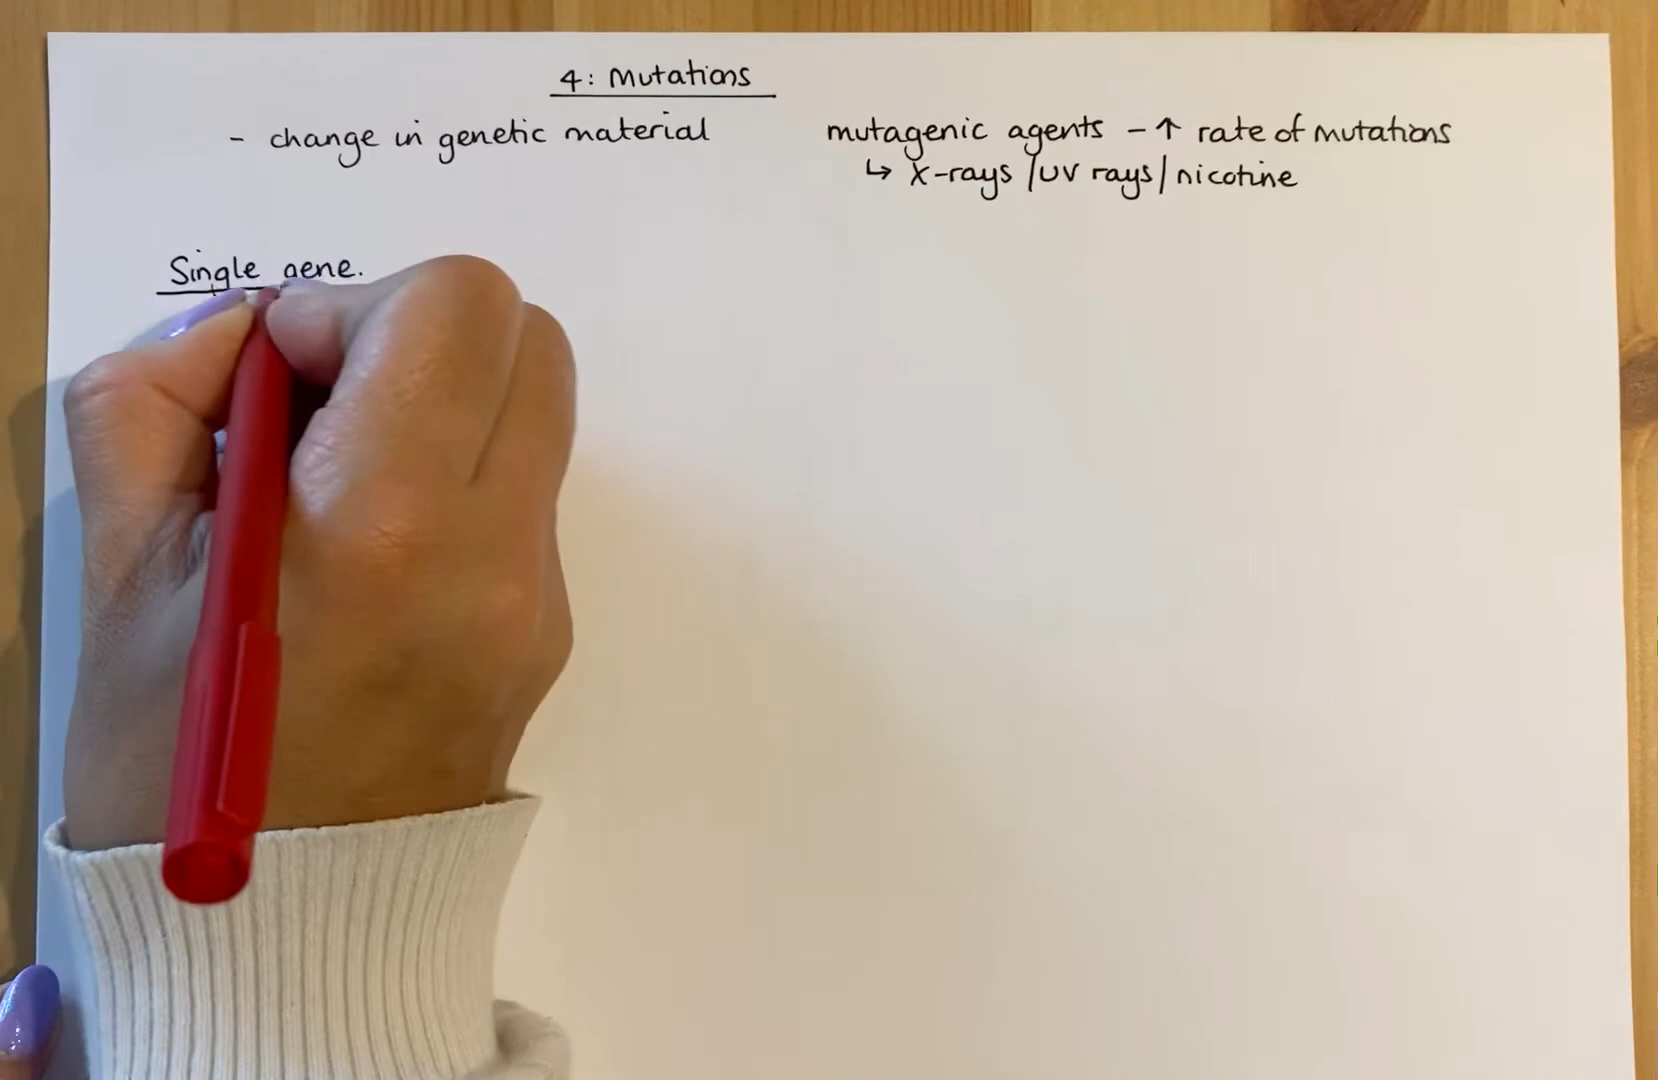 4: Mutations
- change in genetic material
mutagenic agents - ↑ rate of mutations
↳ X-rays / UV rays / nicotine
Single gene.